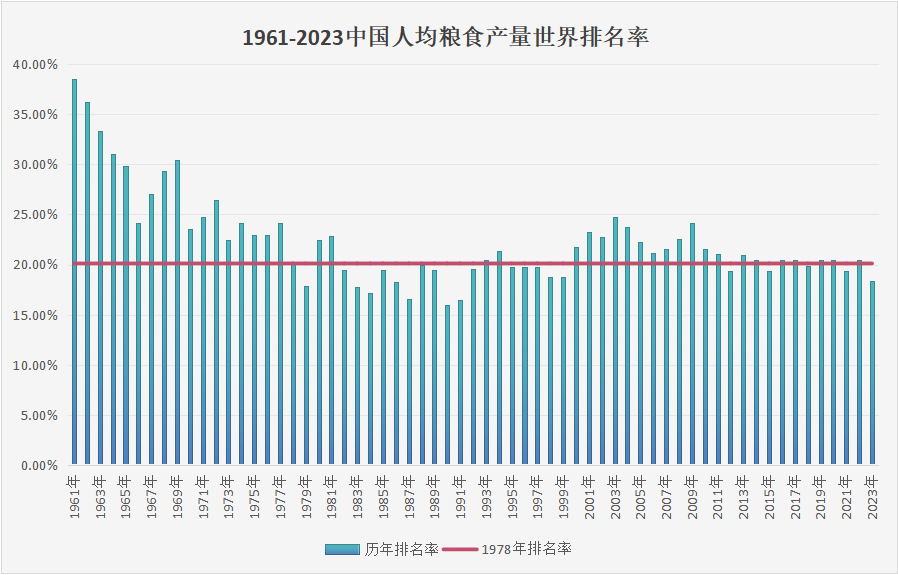 1961-2023中国人均粮食产量世界排名率
40.00%
35.00%
30.00%
25.00%
20.00%
15.00%
10.00%
5.00%
0.00%
1961年
1963年
1965年
1967年
1969年
1971年
1973年
1975年
1977年
1979年
1981年
1983年
1985年
1987年
1989年
1991年
1993年
1995年
1997年
1999年
2001年
2003年
2005年
2007年
2009年
2011年
2013年
2015年
2017年
2019年
2021年
2023年
历年排名率
1978年排名率